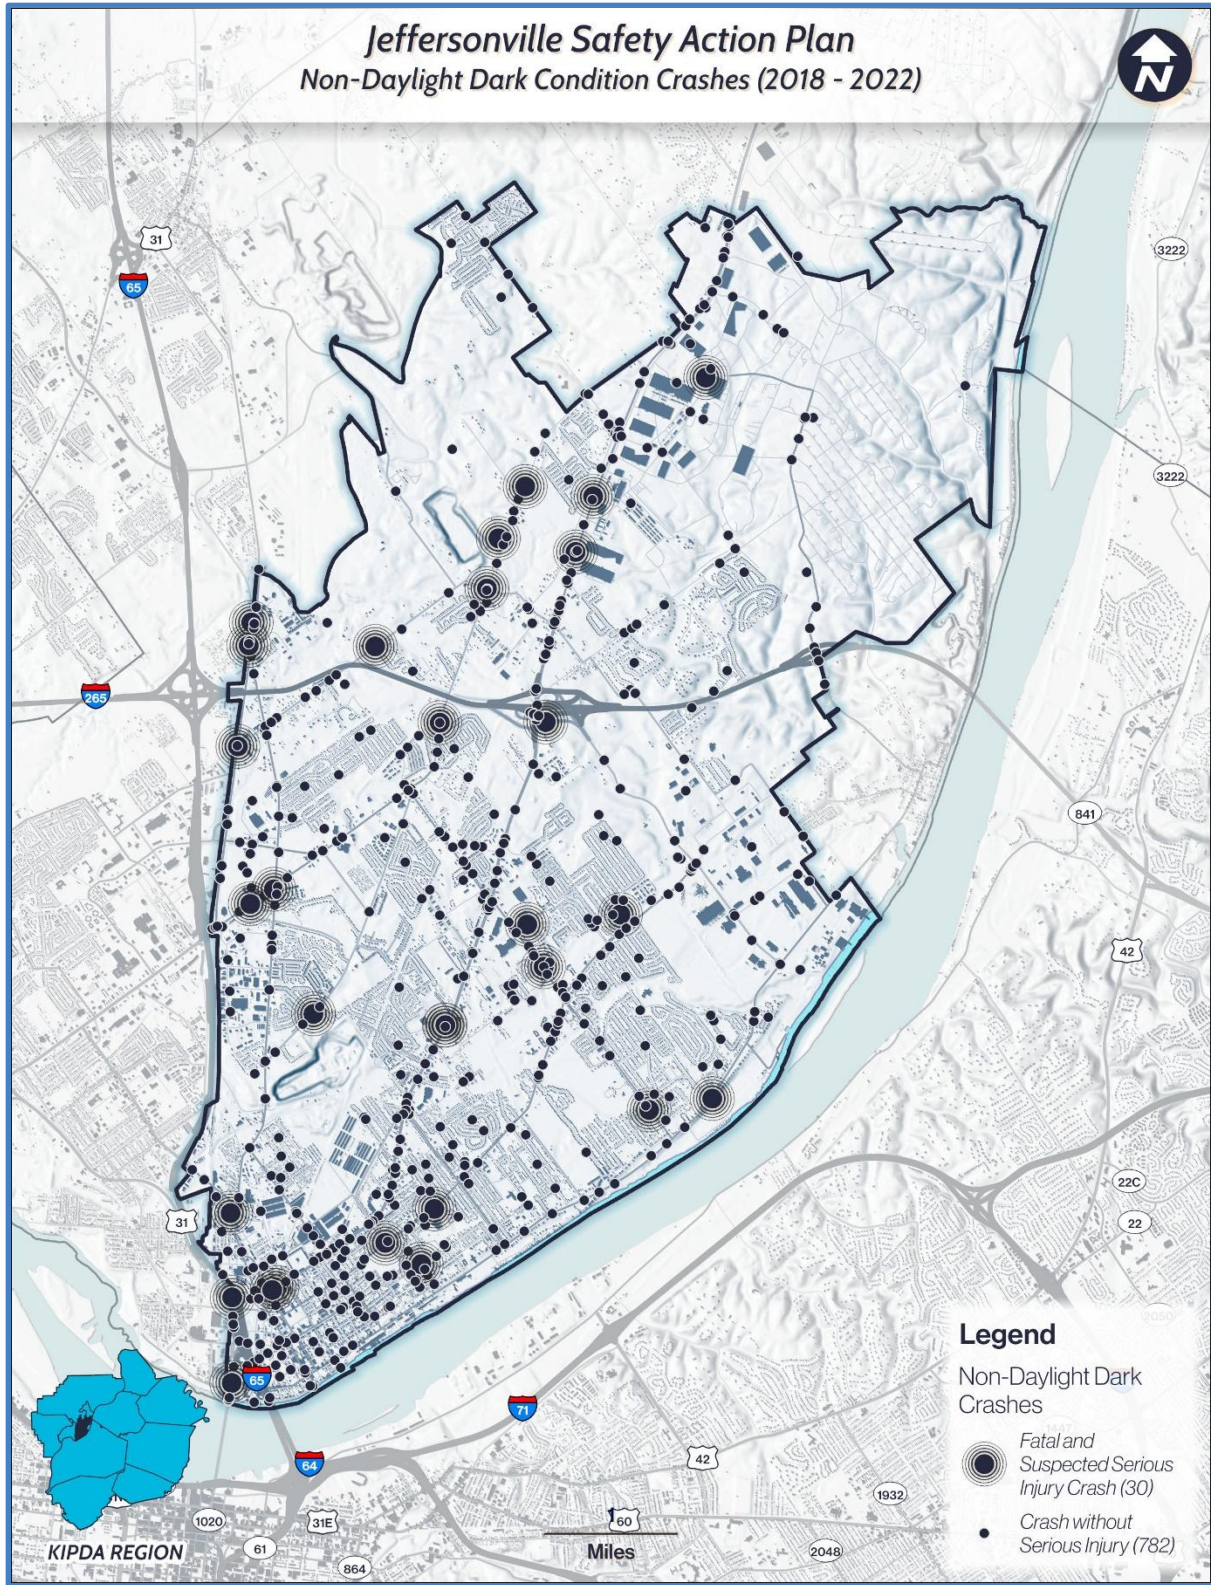 Jeffersonville Safety Action Plan
Non-Daylight Dark Condition Crashes (2018 - 2022)
N
31
65
3222
3222
265
841
42
31
22C
22
2050
Legend
Non-Daylight Dark
Crashes
Fatal and
Suspected Serious
Injury Crash (30)
Crash without
Serious Injury (782)
65
71
64
42
1932
1020
31E
1
60
Miles
61
864
2048
KIPDA REGION